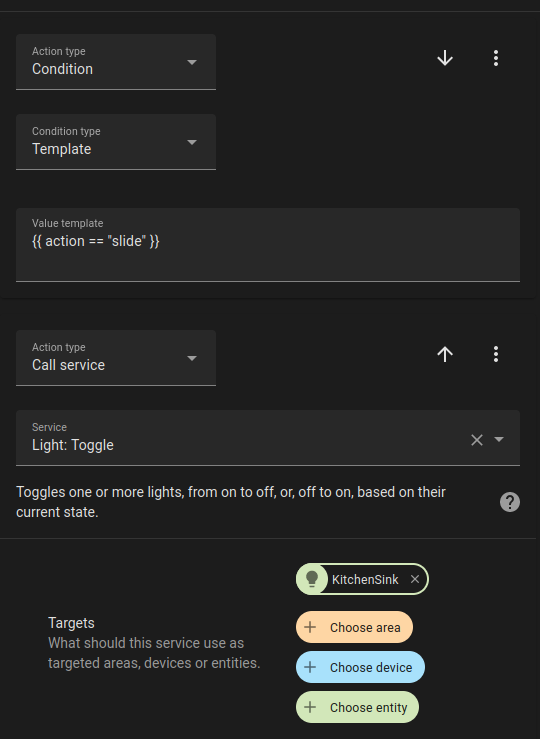 Action type
Condition
Condition type
Template
Value template
{{ action == "slide" }}
Action type
Call service
Service
Light: Toggle
Toggles one or more lights, from on to off, or, off to on, based on their
current state.
KitchenSink
Targets
What should this service use as
targeted areas, devices or entities.
Choose area
Choose device
Choose entity